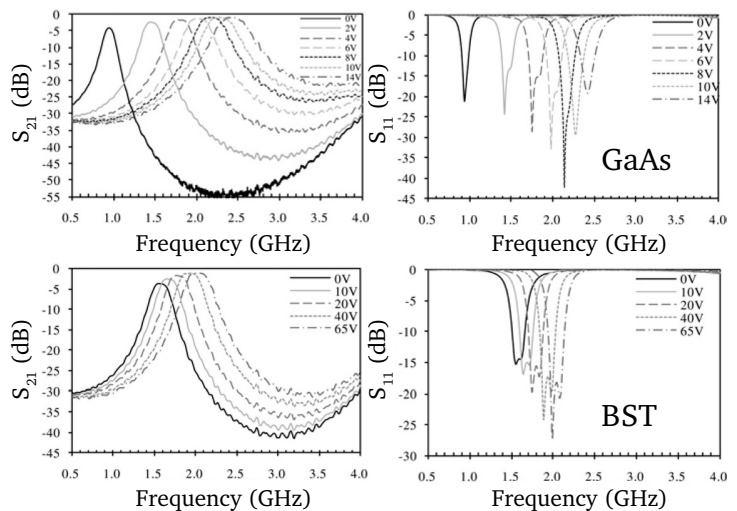 0
-5
-10
-15
-20
-25
-30
-35
-40
-45
-50
-55
S21 (dB)
0V
2V
4V
6V
8V
10V
14V
0.5 1.0 1.5 2.0 2.5 3.0 3.5 4.0
Frequency (GHz)
0
-5
-10
-15
-20
-25
-30
-35
-40
-45
S11 (dB)
0V
2V
4V
6V
8V
10V
14V
GaAs
0.5 1.0 1.5 2.0 2.5 3.0 3.5 4.0
Frequency (GHz)
5
0
-5
-10
-15
-20
-25
-30
-35
-40
-45
S21 (dB)
0V
10V
20V
40V
65V
0.5 1.0 1.5 2.0 2.5 3.0 3.5 4.0
Frequency (GHz)
0
-5
-10
-15
-20
-25
-30
S11 (dB)
0V
10V
20V
40V
65V
BST
0.5 1.0 1.5 2.0 2.5 3.0 3.5 4.0
Frequency (GHz)